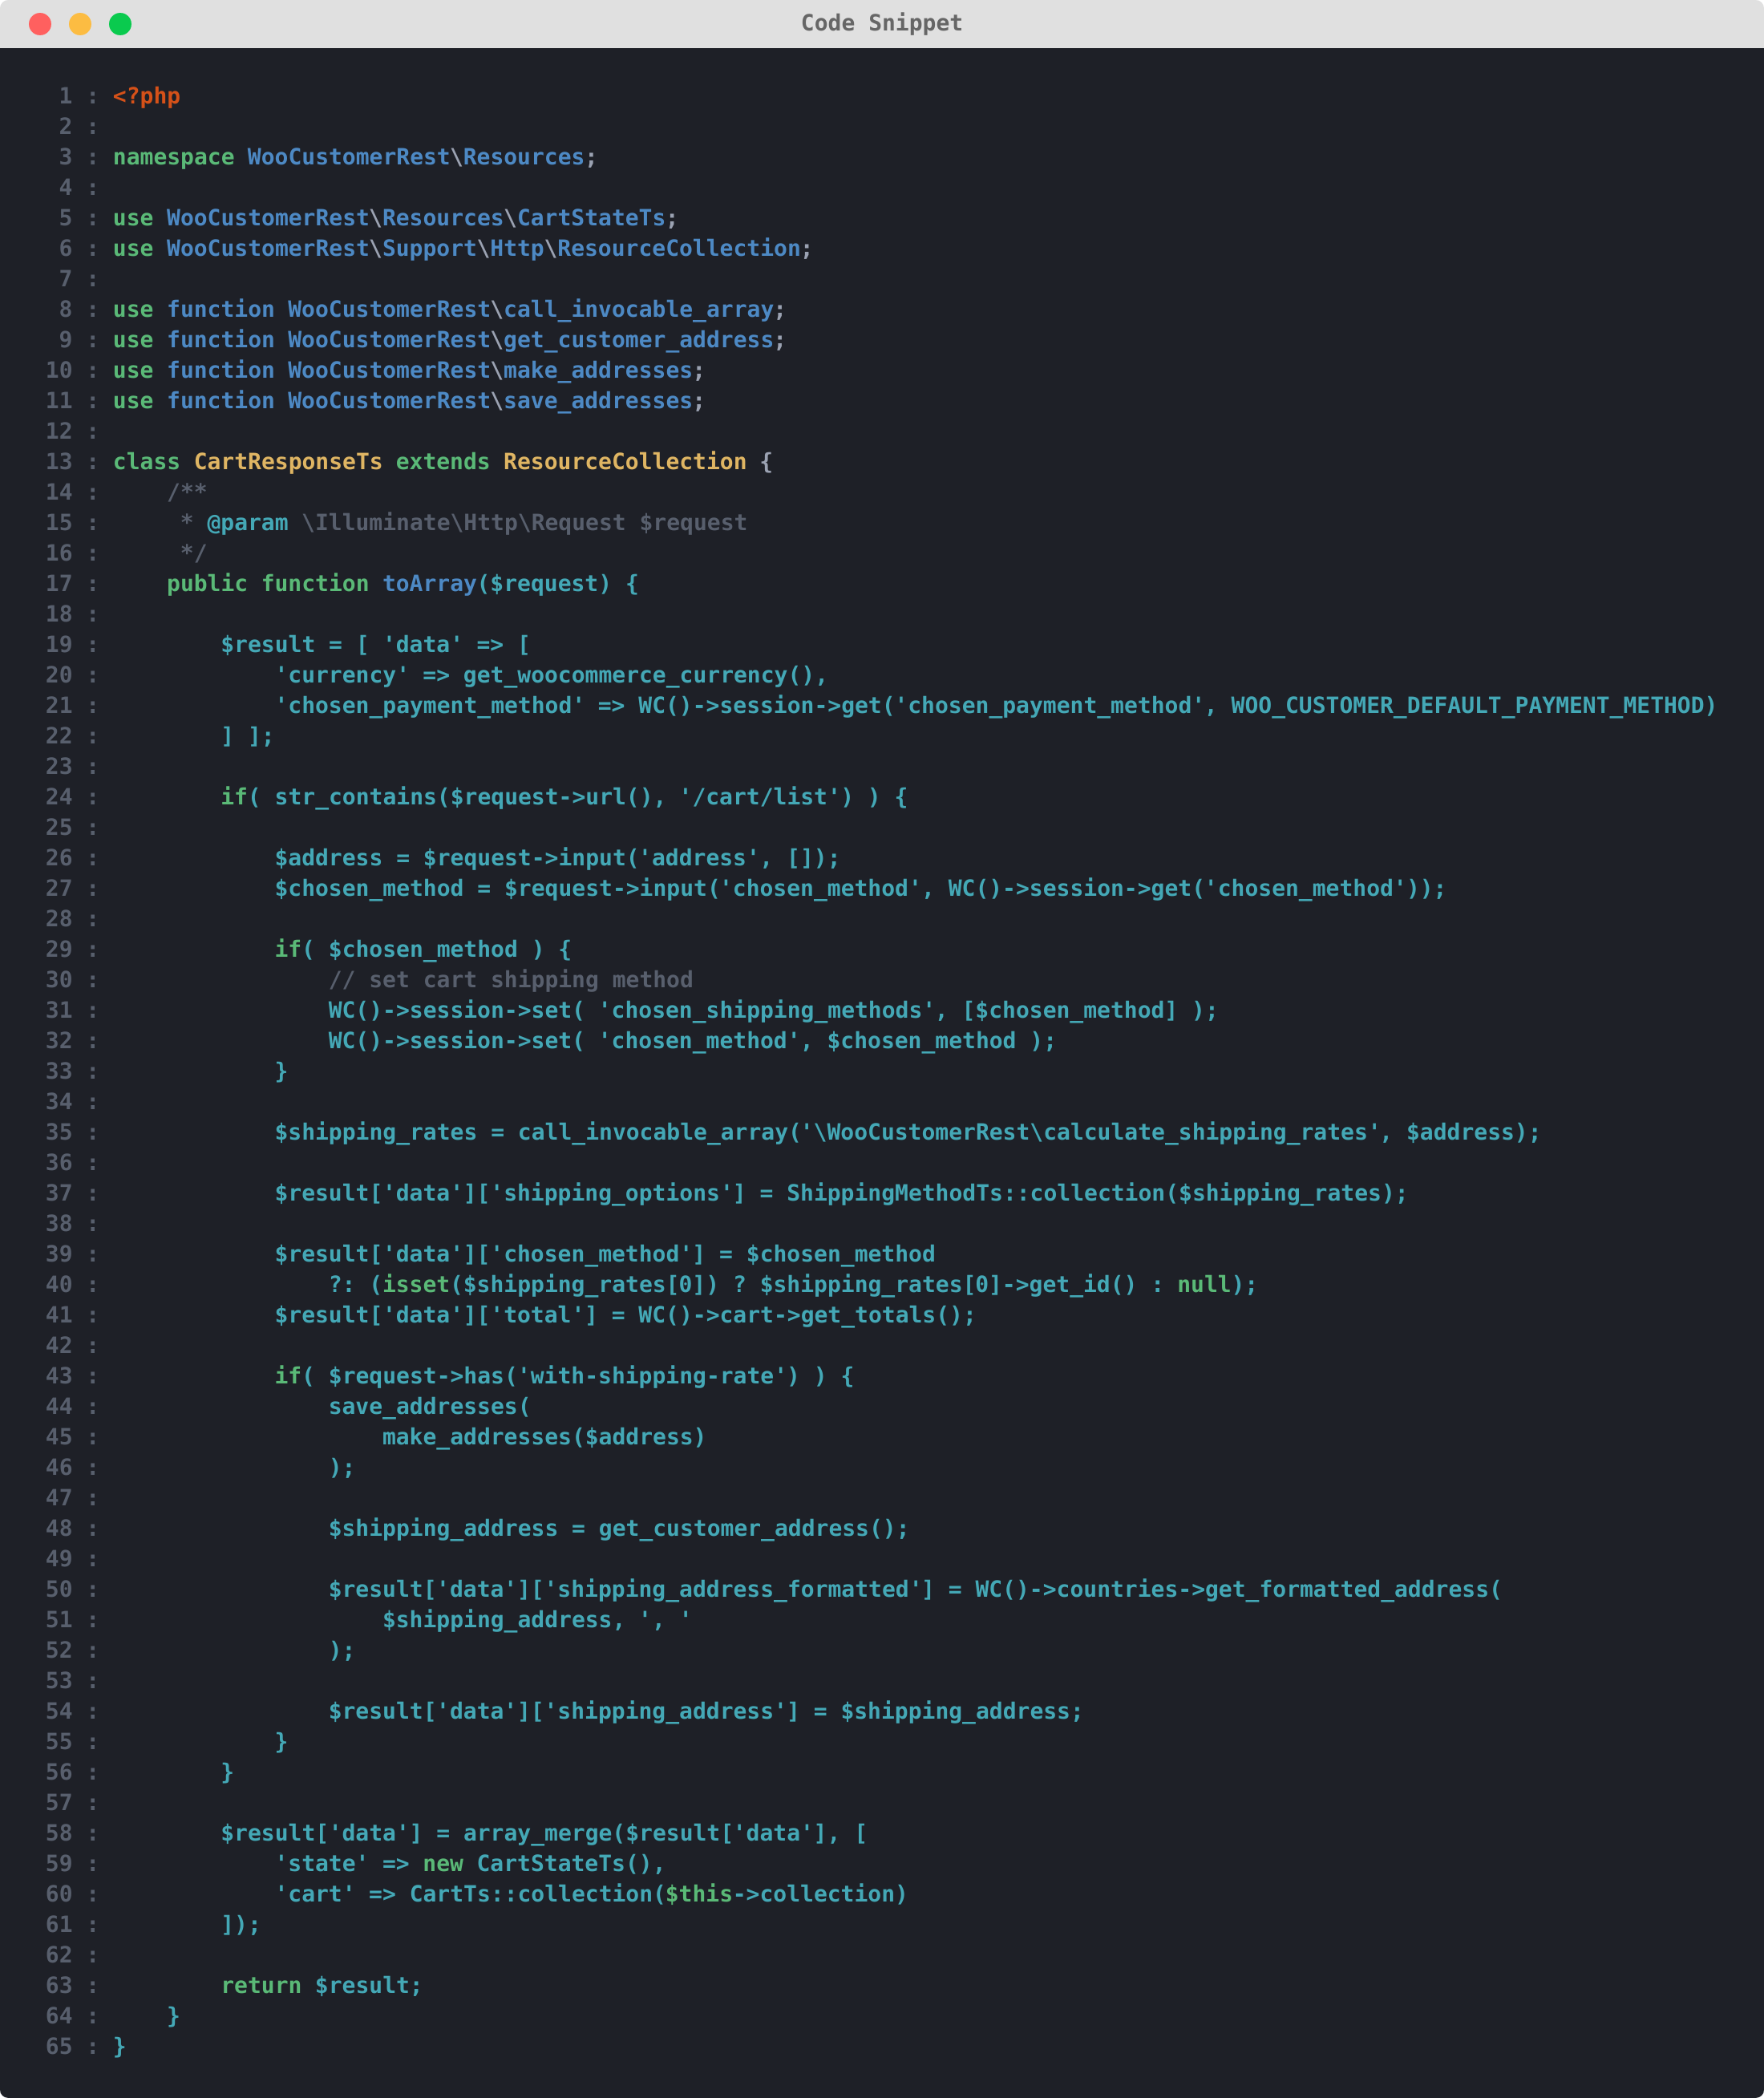 Code Snippet
1 : <?php
2 :
3 : namespace WooCustomerRest\Resources;
4 :
5 : use WooCustomerRest\Resources\CartStateTs;
6 : use WooCustomerRest\Support\Http\ResourceCollection;
7 :
8 : use function WooCustomerRest\call_invocable_array;
9 : use function WooCustomerRest\get_customer_address;
10 : use function WooCustomerRest\make_addresses;
11 : use function WooCustomerRest\save_addresses;
12 :
13 : class CartResponseTs extends ResourceCollection {
14 :     /**
15 :      * @param \Illuminate\Http\Request $request
16 :      */
17 :     public function toArray($request) {
18 :
19 :         $result = [ 'data' => [
20 :             'currency' => get_woocommerce_currency(),
21 :             'chosen_payment_method' => WC()->session->get('chosen_payment_method', WOO_CUSTOMER_DEFAULT_PAYMENT_METHOD)
22 :         ] ];
23 :
24 :         if( str_contains($request->url(), '/cart/list') ) {
25 :
26 :             $address = $request->input('address', []);
27 :             $chosen_method = $request->input('chosen_method', WC()->session->get('chosen_method'));
28 :
29 :             if( $chosen_method ) {
30 :                 // set cart shipping method
31 :                 WC()->session->set( 'chosen_shipping_methods', [$chosen_method] );
32 :                 WC()->session->set( 'chosen_method', $chosen_method );
33 :             }
34 :
35 :             $shipping_rates = call_invocable_array('\WooCustomerRest\calculate_shipping_rates', $address);
36 :
37 :             $result['data']['shipping_options'] = ShippingMethodTs::collection($shipping_rates);
38 :
39 :             $result['data']['chosen_method'] = $chosen_method
40 :                 ?: (isset($shipping_rates[0]) ? $shipping_rates[0]->get_id() : null);
41 :             $result['data']['total'] = WC()->cart->get_totals();
42 :
43 :             if( $request->has('with-shipping-rate') ) {
44 :                 save_addresses(
45 :                     make_addresses($address)
46 :                 );
47 :
48 :                 $shipping_address = get_customer_address();
49 :
50 :                 $result['data']['shipping_address_formatted'] = WC()->countries->get_formatted_address(
51 :                     $shipping_address, ', '
52 :                 );
53 :
54 :                 $result['data']['shipping_address'] = $shipping_address;
55 :             }
56 :         }
57 :
58 :         $result['data'] = array_merge($result['data'], [
59 :             'state' => new CartStateTs(),
60 :             'cart' => CartTs::collection($this->collection)
61 :         ]);
62 :
63 :         return $result;
64 :     }
65 : }